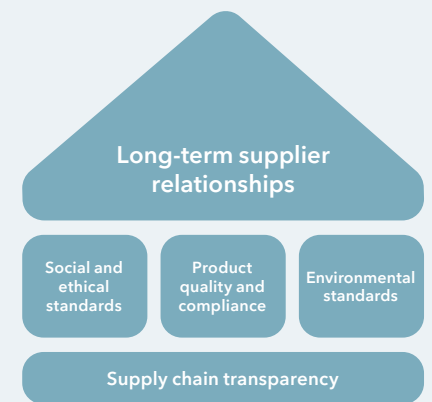 Long-term supplier
relationships
Social and
ethical
standards
Product
quality and
compliance
Environmental
standards
Supply chain transparency